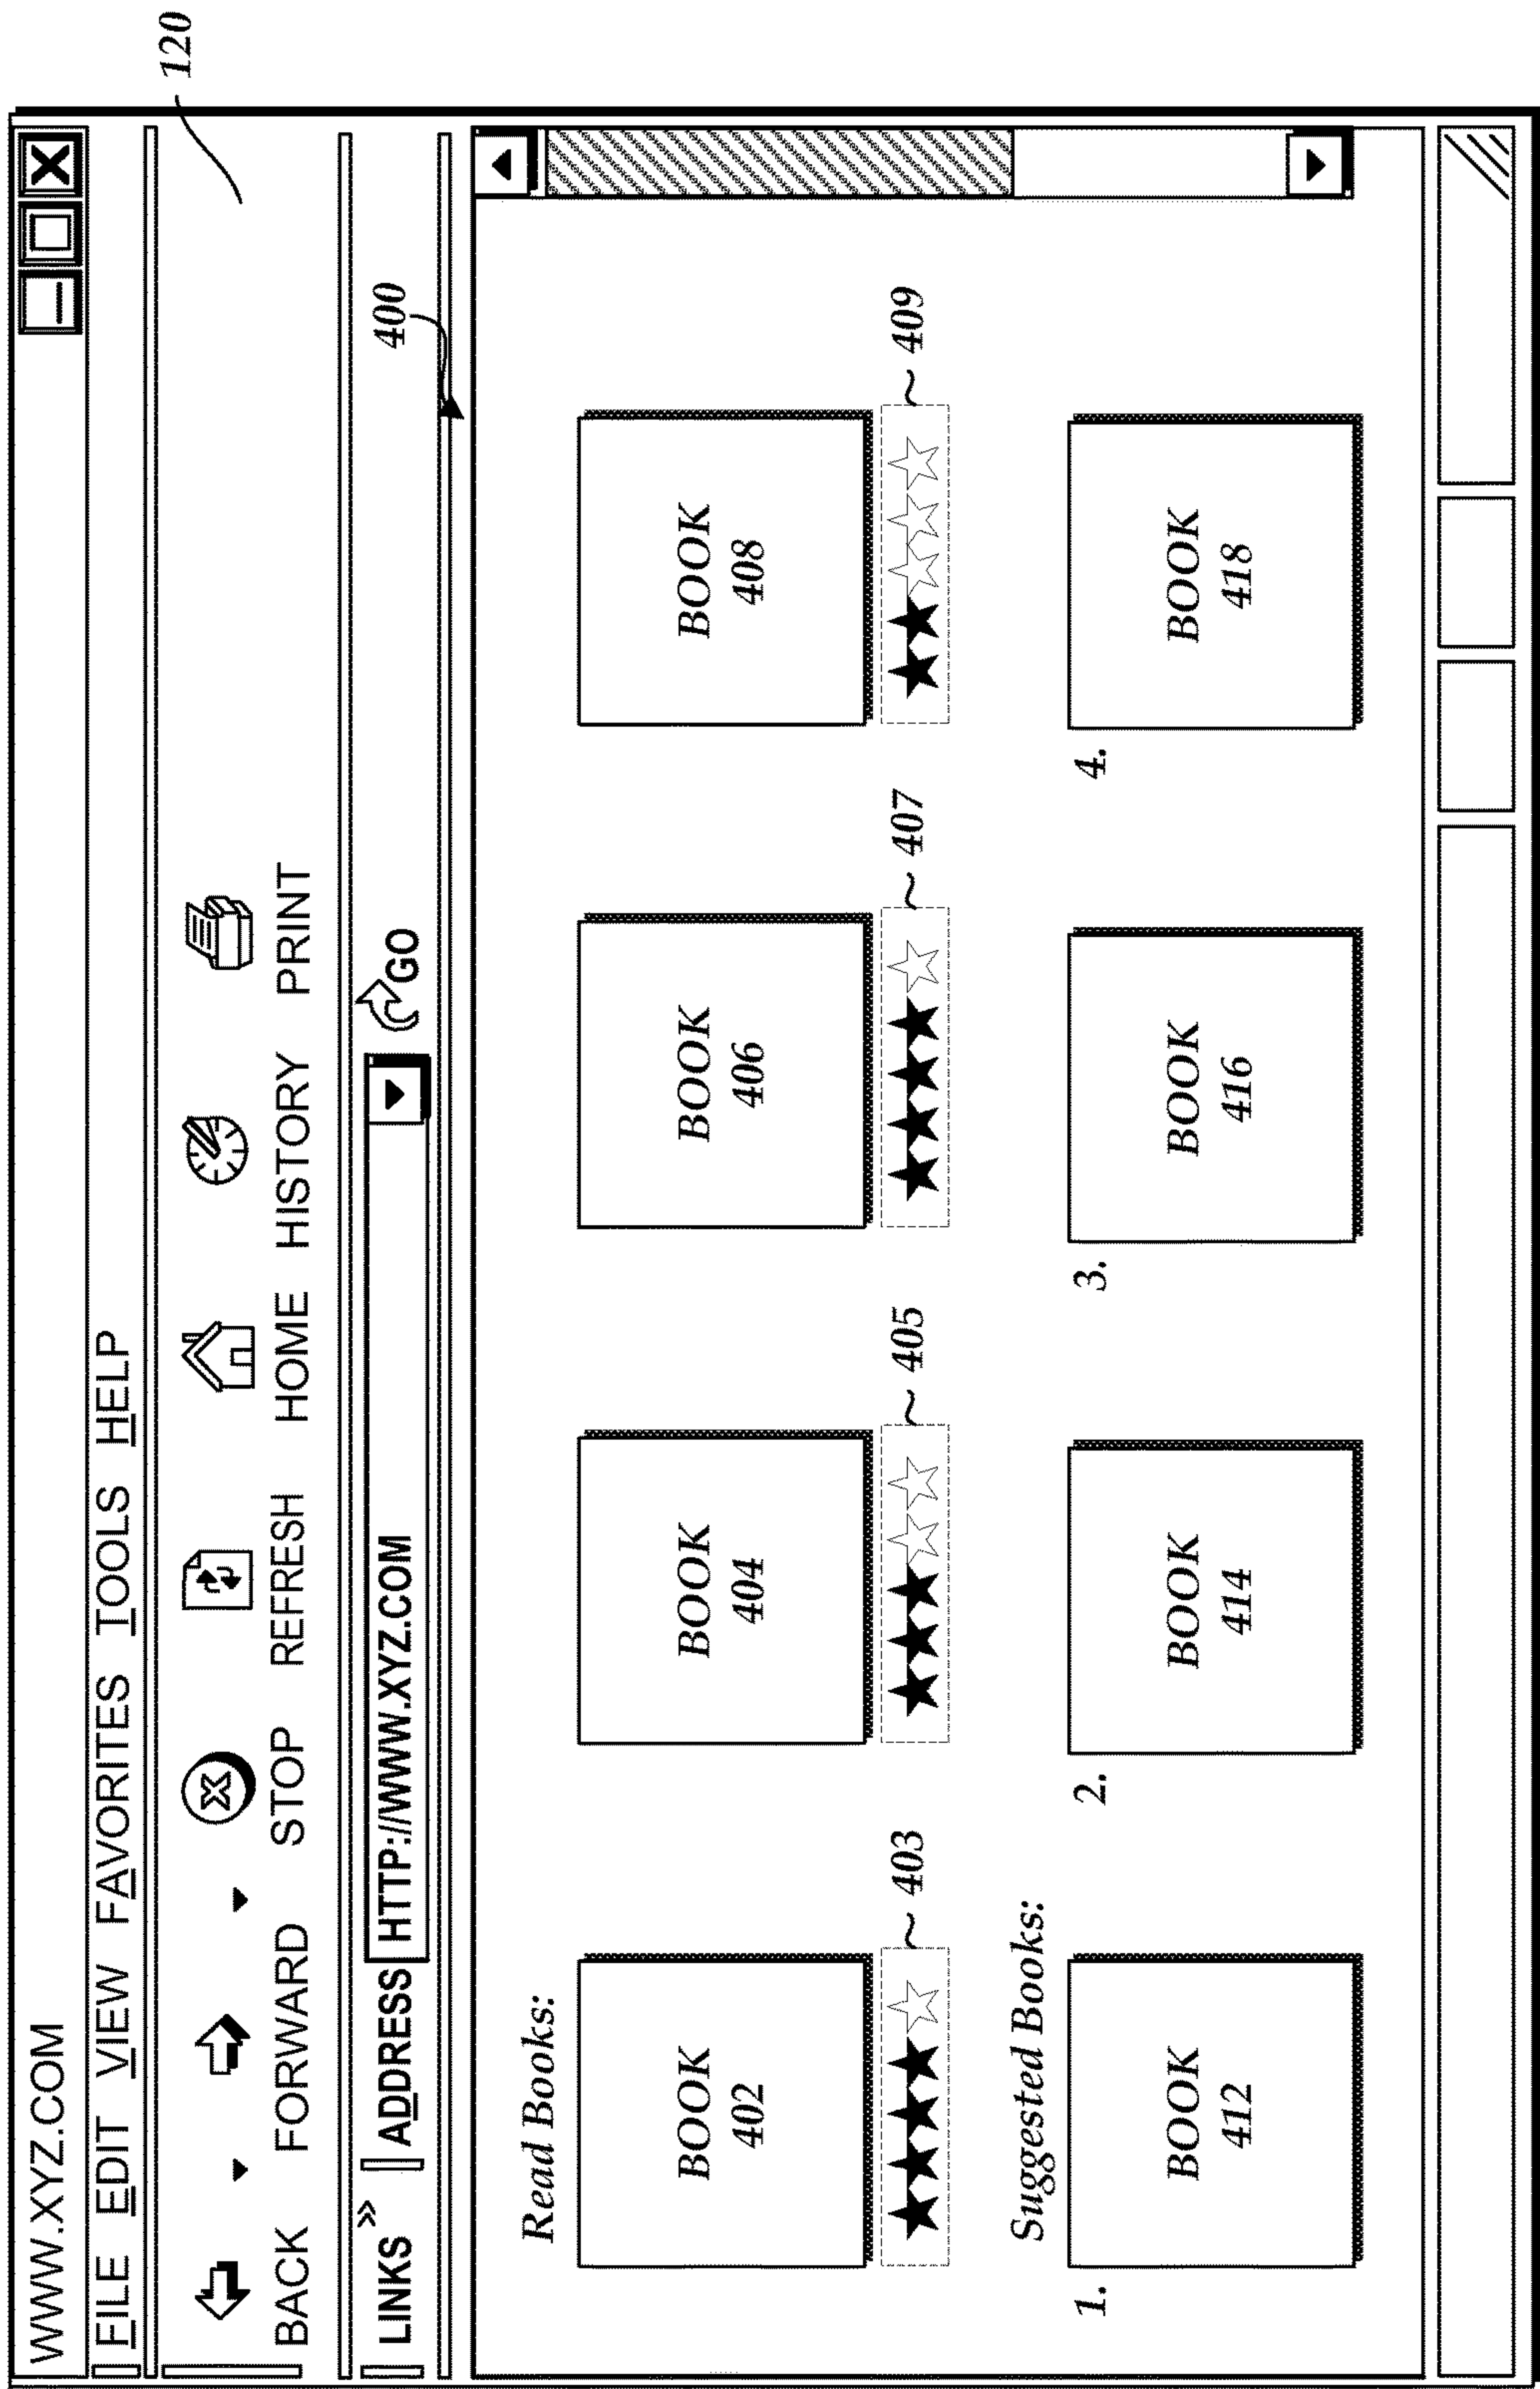 120
WWW.XYZ.COM
FILE EDIT VIEW FAVORITES TOOLS HELP
BACK FORWARD STOP REFRESH HOME HISTORY PRINT
LINKS » ADDRESS HTTP://WWW.XYZ.COM GO
400
Read Books:
BOOK 402
BOOK 404
BOOK 406
BOOK 408
403
405
407
409
Suggested Books:
1. BOOK 412
2. BOOK 414
3. BOOK 416
4. BOOK 418